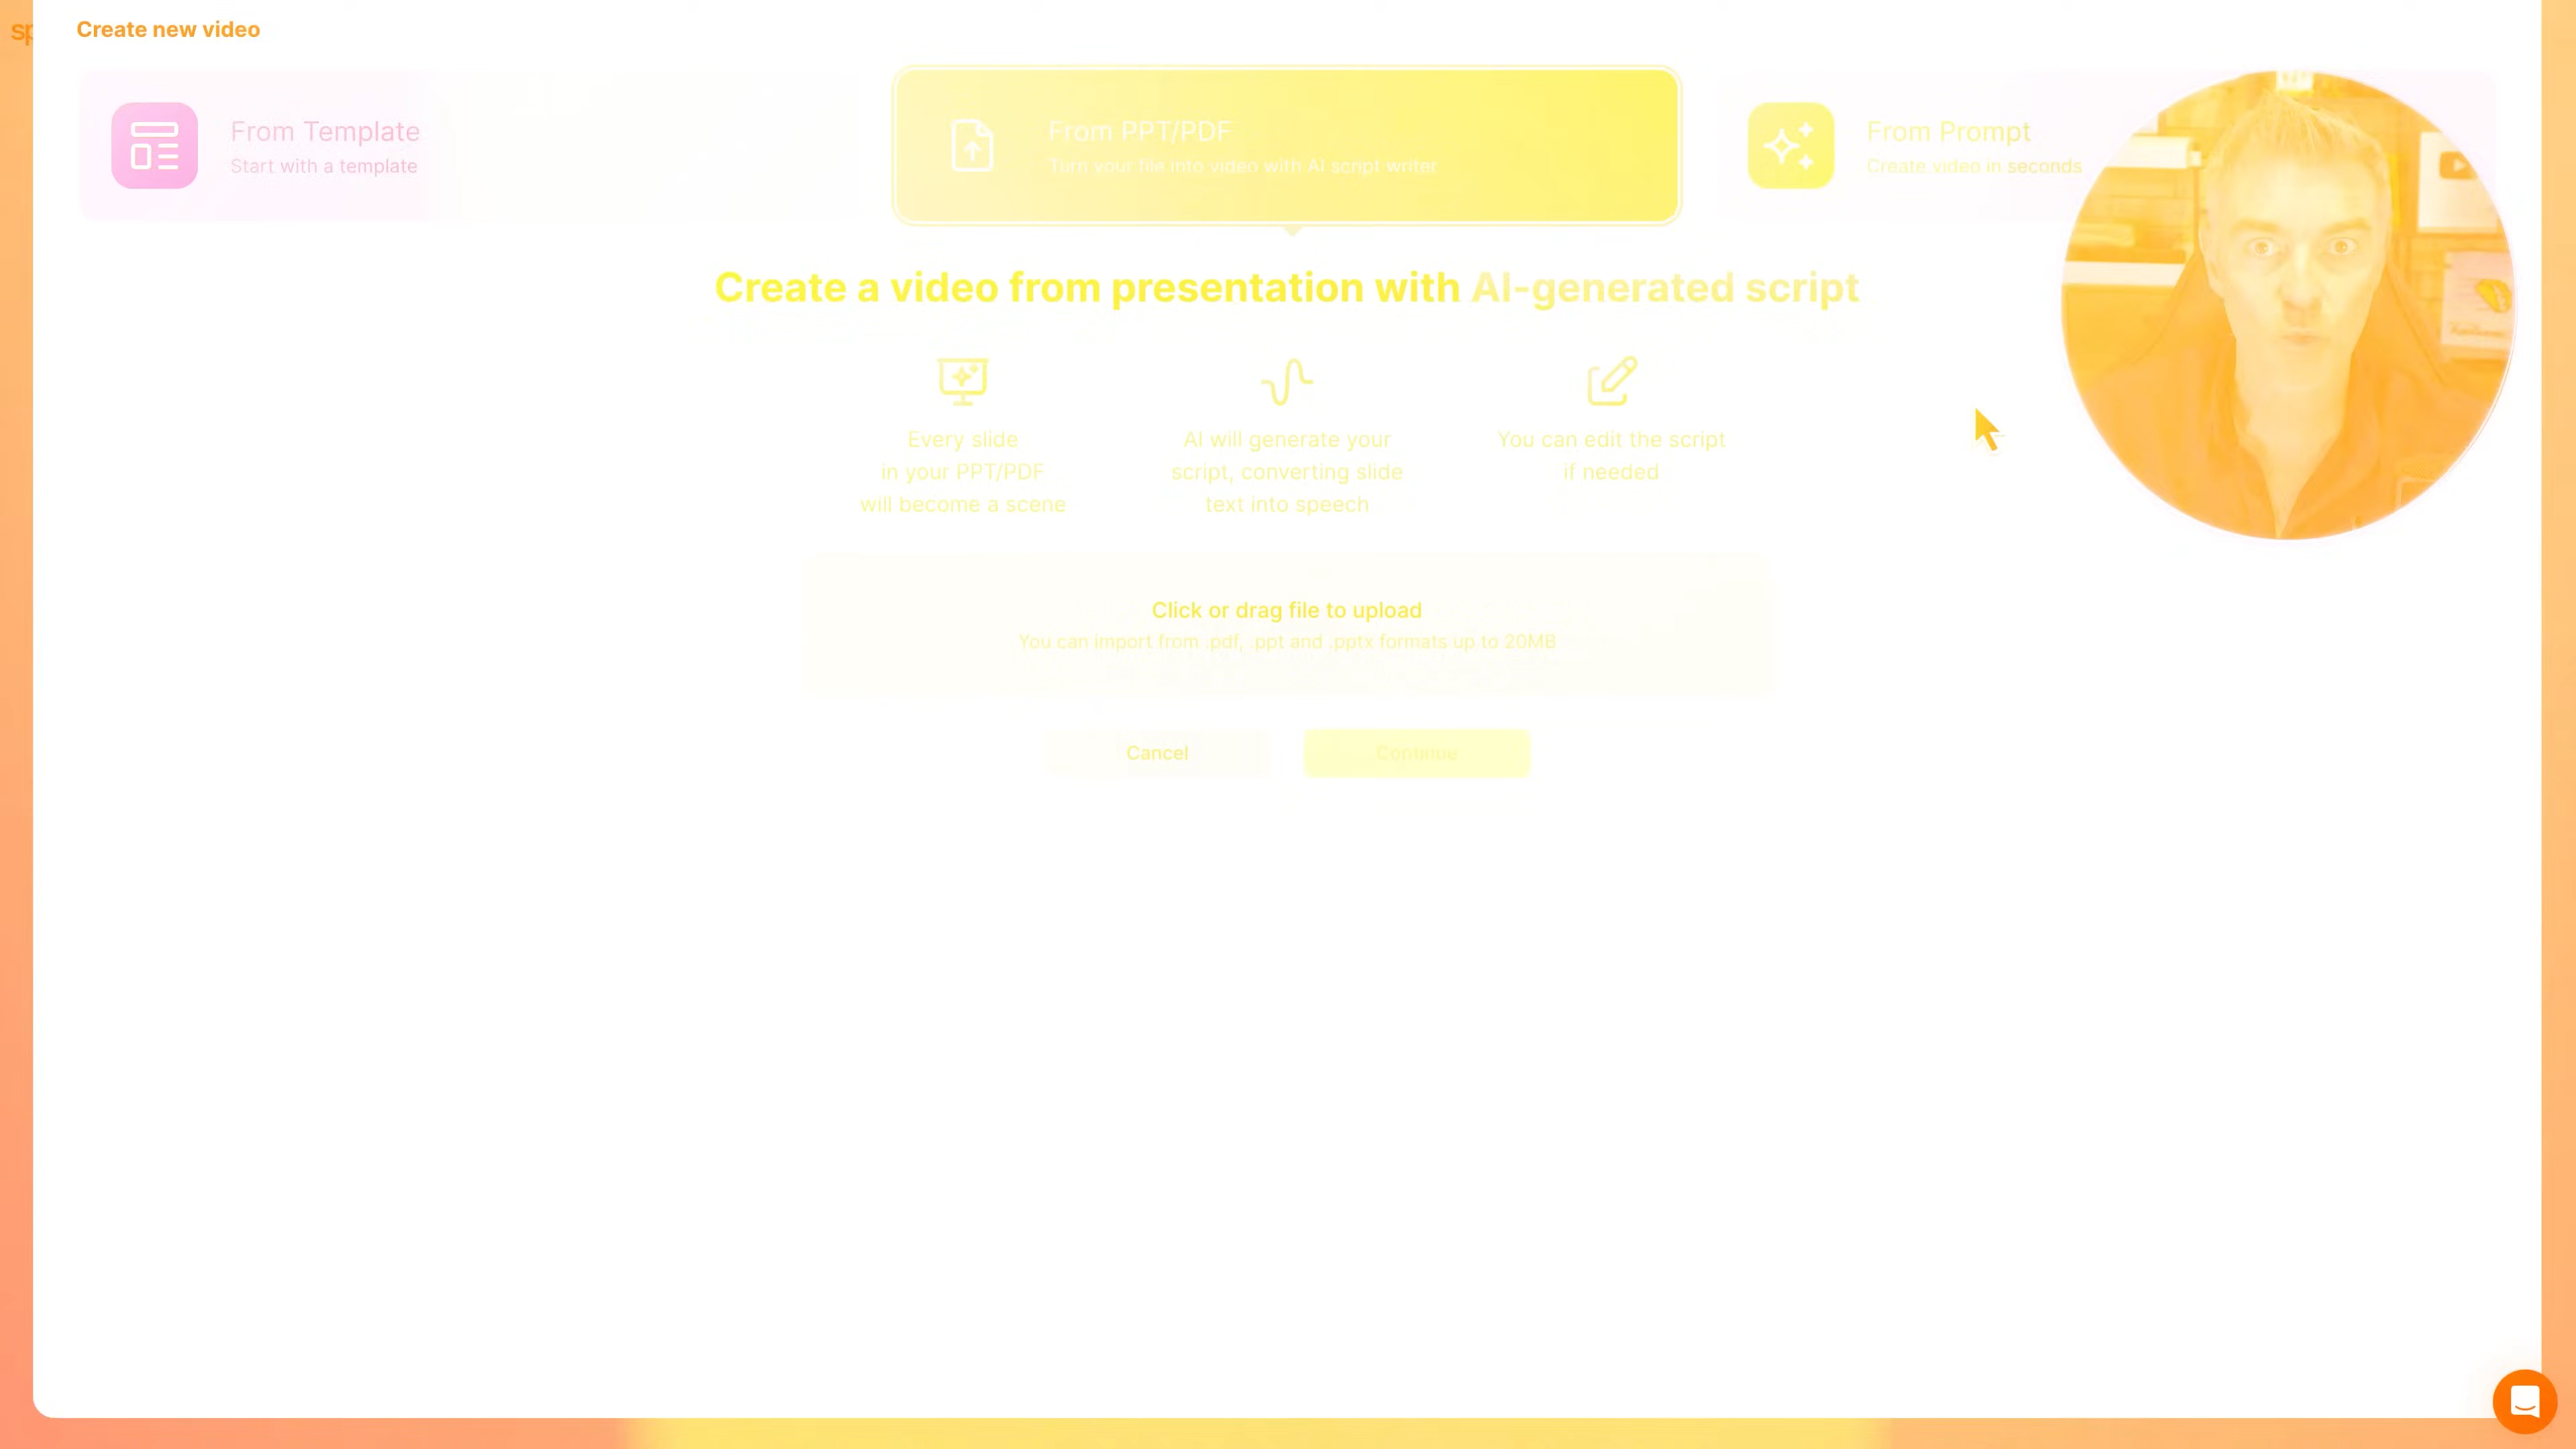 sp
Create new video
From Template
Start with a template
From PPT/PDF
Turn your file into video with AI script writer
From Prompt
Create video in seconds
Create a video from presentation with AI-generated script
Every slide
in your PPT/PDF
will become a scene
AI will generate your
script, converting slide
text into speech
You can edit the script
if needed
Click or drag file to upload
You can import from .pdf, .ppt and .pptx formats up to 20MB
Cancel
Continue